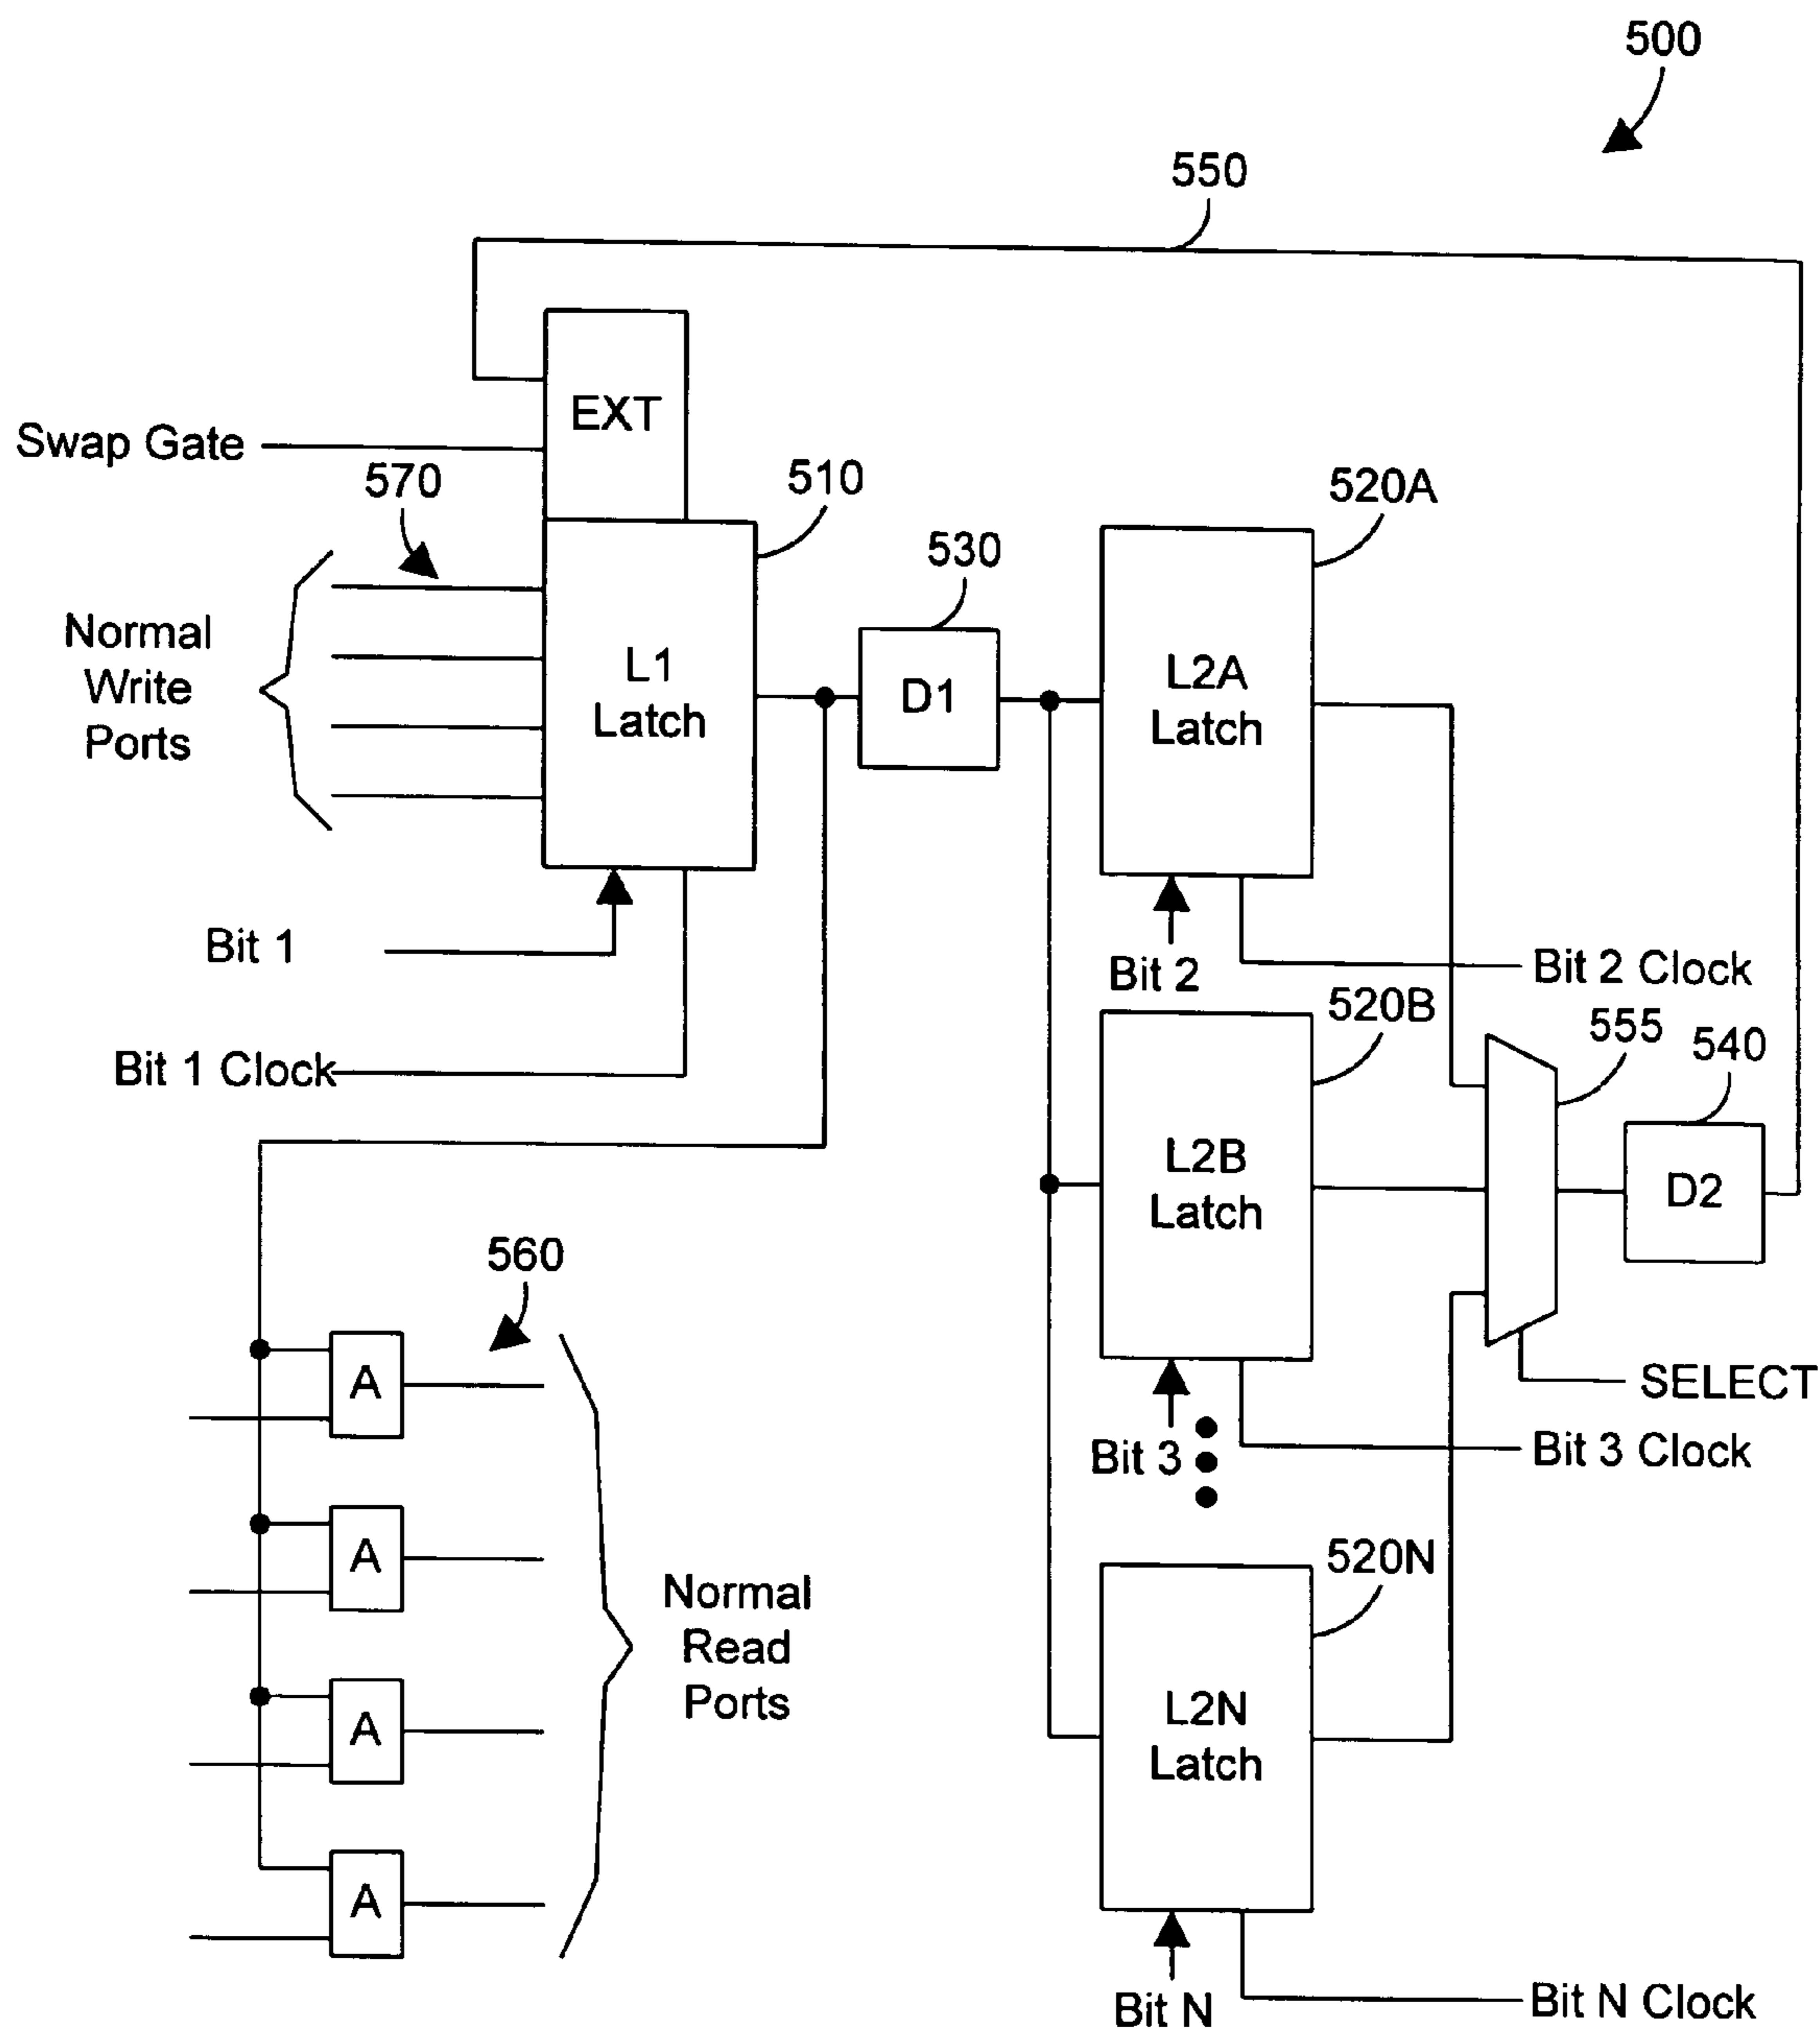 500
550
EXT
Swap Gate
570
510
520A
530
Normal
Write
Ports
L1
Latch
D1
L2A
Latch
Bit 1
Bit 2
Bit 2 Clock
520B
555
540
Bit 1 Clock
L2B
Latch
D2
560
A
SELECT
Bit 3
Bit 3 Clock
A
520N
Normal
Read
Ports
A
L2N
Latch
A
Bit N
Bit N Clock